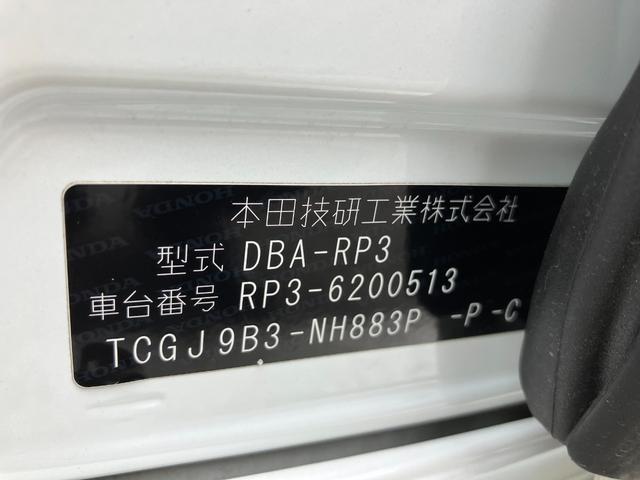 本田技研工業株式会社
型式 DBA-RP3
車台番号 RP3-6200513
TCGJ9B3-NH883P -P-C